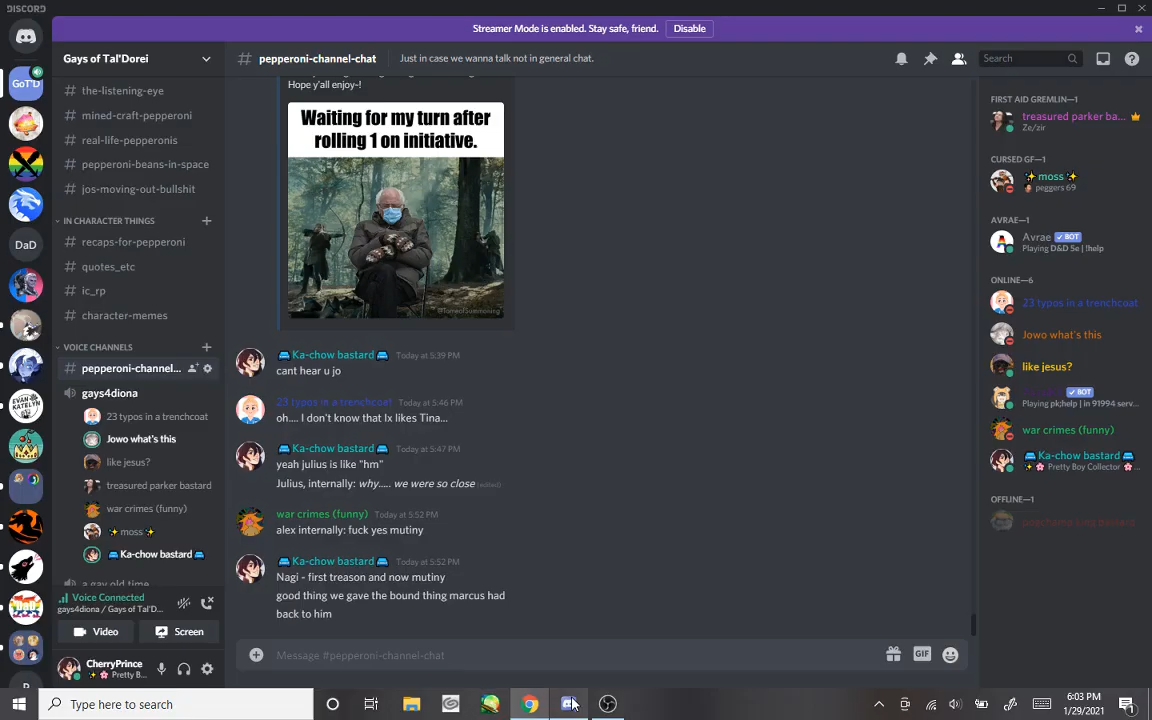 DISCORD
Streamer Mode is enabled. Stay safe, friend. Disable
GoT'D
DaD
EVAN KATELYN
Gays of Tal'Dorei
# the-listening-eye
# mined-craft-pepperoni
# real-life-pepperonis
# pepperoni-beans-in-space
# jos-moving-out-bullshit
IN CHARACTER THINGS
# recaps-for-pepperoni
# quotes_etc
# ic_rp
# character-memes
VOICE CHANNELS
# pepperoni-channel...
gays4diona
23 typos in a trenchcoat
Jowo what's this
like jesus?
treasured parker bastard
war crimes (funny)
✨ moss ✨
🚘 Ka-chow bastard 🚘
a gay old time
Voice Connected
gays4diona / Gays of Tal'D...
Video Screen
CherryPrince
✨🌸 Pretty B...
# pepperoni-channel-chat Just in case we wanna talk not in general chat.
Search
Hope y'all enjoy~!
Waiting for my turn after
rolling 1 on initiative.
@TomeofSummoning
🚘 Ka-chow bastard 🚘 Today at 5:39 PM
cant hear u jo
23 typos in a trenchcoat Today at 5:46 PM
oh.... I don't know that Ix likes Tina...
🚘 Ka-chow bastard 🚘 Today at 5:47 PM
yeah julius is like "hm"
Julius, internally: why..... we were so close (edited)
war crimes (funny) Today at 5:52 PM
alex internally: fuck yes mutiny
🚘 Ka-chow bastard 🚘 Today at 5:52 PM
Nagi - first treason and now mutiny
good thing we gave the bound thing marcus had
back to him
Message #pepperoni-channel-chat
GIF
FIRST AID GREMLIN—1
treasured parker ba...
Ze/zir
CURSED GF—1
✨ moss ✨
peggers 69
AVRAE—1
Avrae ✓ BOT
Playing D&D 5e | !help
ONLINE—6
23 typos in a trenchcoat
Jowo what's this
like jesus?
✓ BOT
Playing pk;help | in 91994 serv...
war crimes (funny)
🚘 Ka-chow bastard 🚘
✨🌸 Pretty Boy Collector 🌸...
OFFLINE—1
Type here to search
6:03 PM
1/29/2021